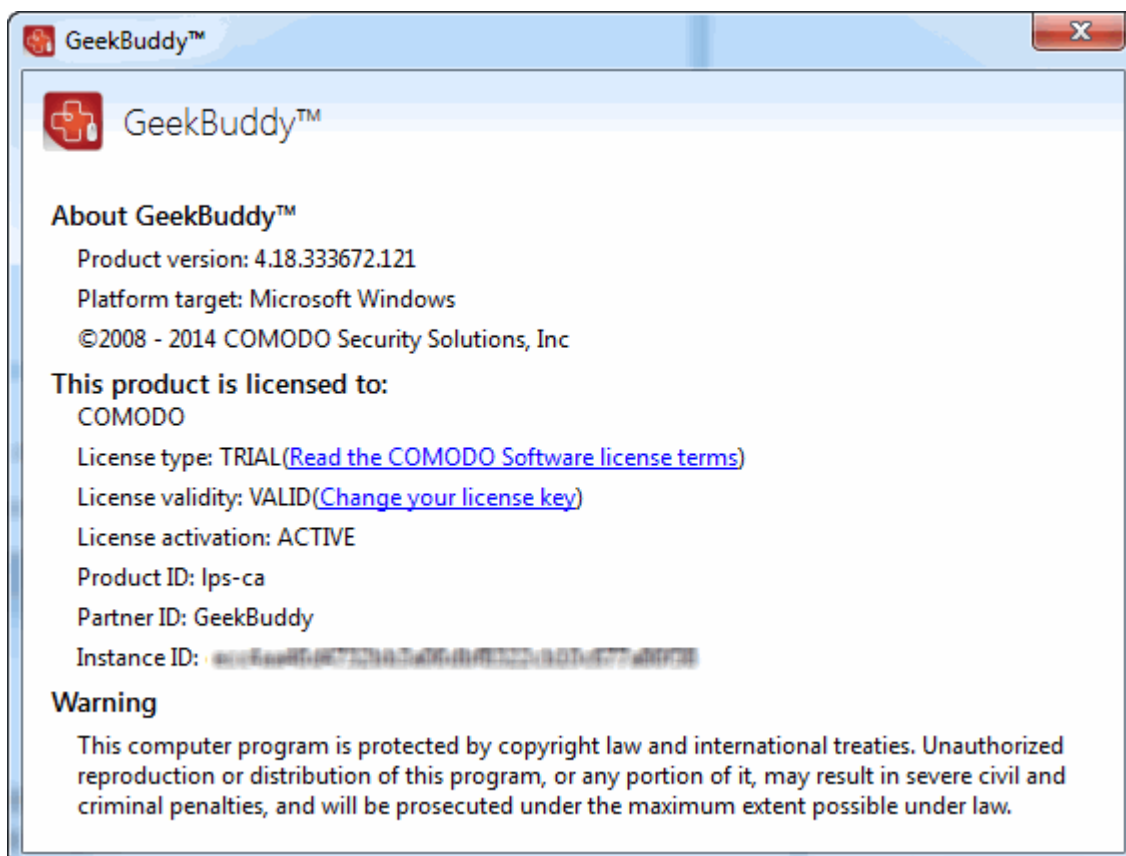 GeekBuddy™
GeekBuddy™
About GeekBuddy™
Product version: 4.18.333672.121
Platform target: Microsoft Windows
©2008 - 2014 COMODO Security Solutions, Inc
This product is licensed to:
COMODO
License type: TRIAL(Read the COMODO Software license terms)
License validity: VALID(Change your license key)
License activation: ACTIVE
Product ID: lps-ca
Partner ID: GeekBuddy
Instance ID:
Warning
This computer program is protected by copyright law and international treaties. Unauthorized
reproduction or distribution of this program, or any portion of it, may result in severe civil and
criminal penalties, and will be prosecuted under the maximum extent possible under law.